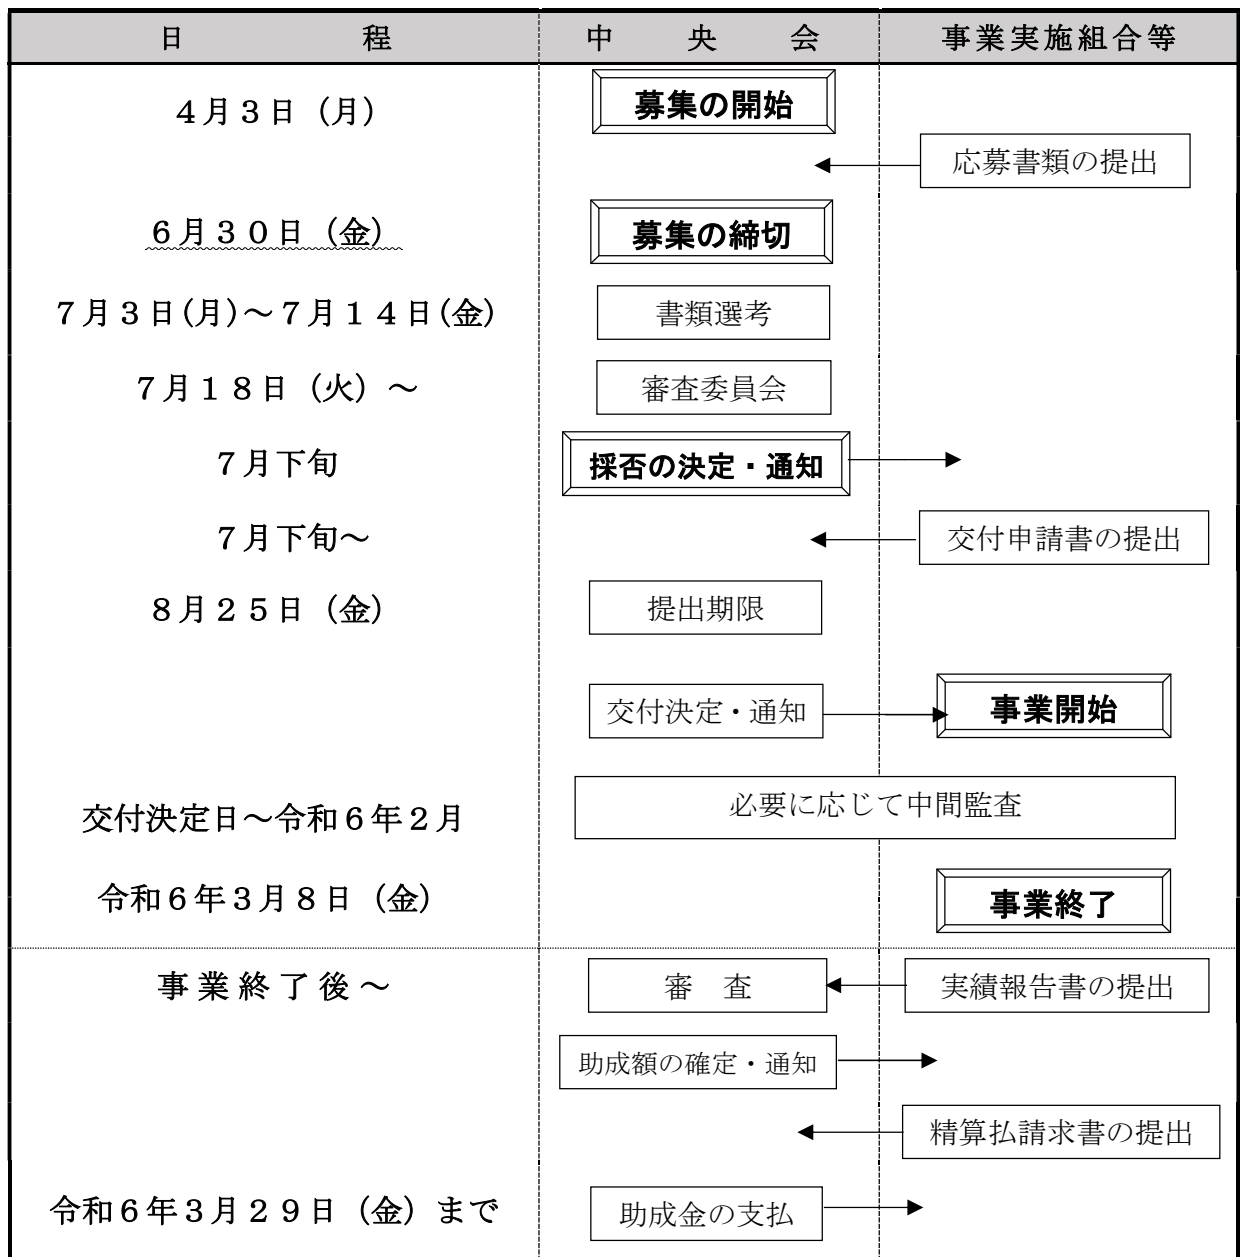 日　　　　　程　中　央　会　事業実施組合等
４月３日（月）　募集の開始
応募書類の提出
６月３０日（金）　募集の締切
７月３日(月)～７月１４日(金)　書類選考
７月１８日（火）～　審査委員会
７月下旬　採否の決定・通知
７月下旬～　交付申請書の提出
８月２５日（金）　提出期限
交付決定・通知　事業開始
交付決定日～令和６年２月　必要に応じて中間監査
令和６年３月８日（金）　事業終了
事業終了後～　審　査　実績報告書の提出
助成額の確定・通知
精算払請求書の提出
令和６年３月２９日（金）まで　助成金の支払